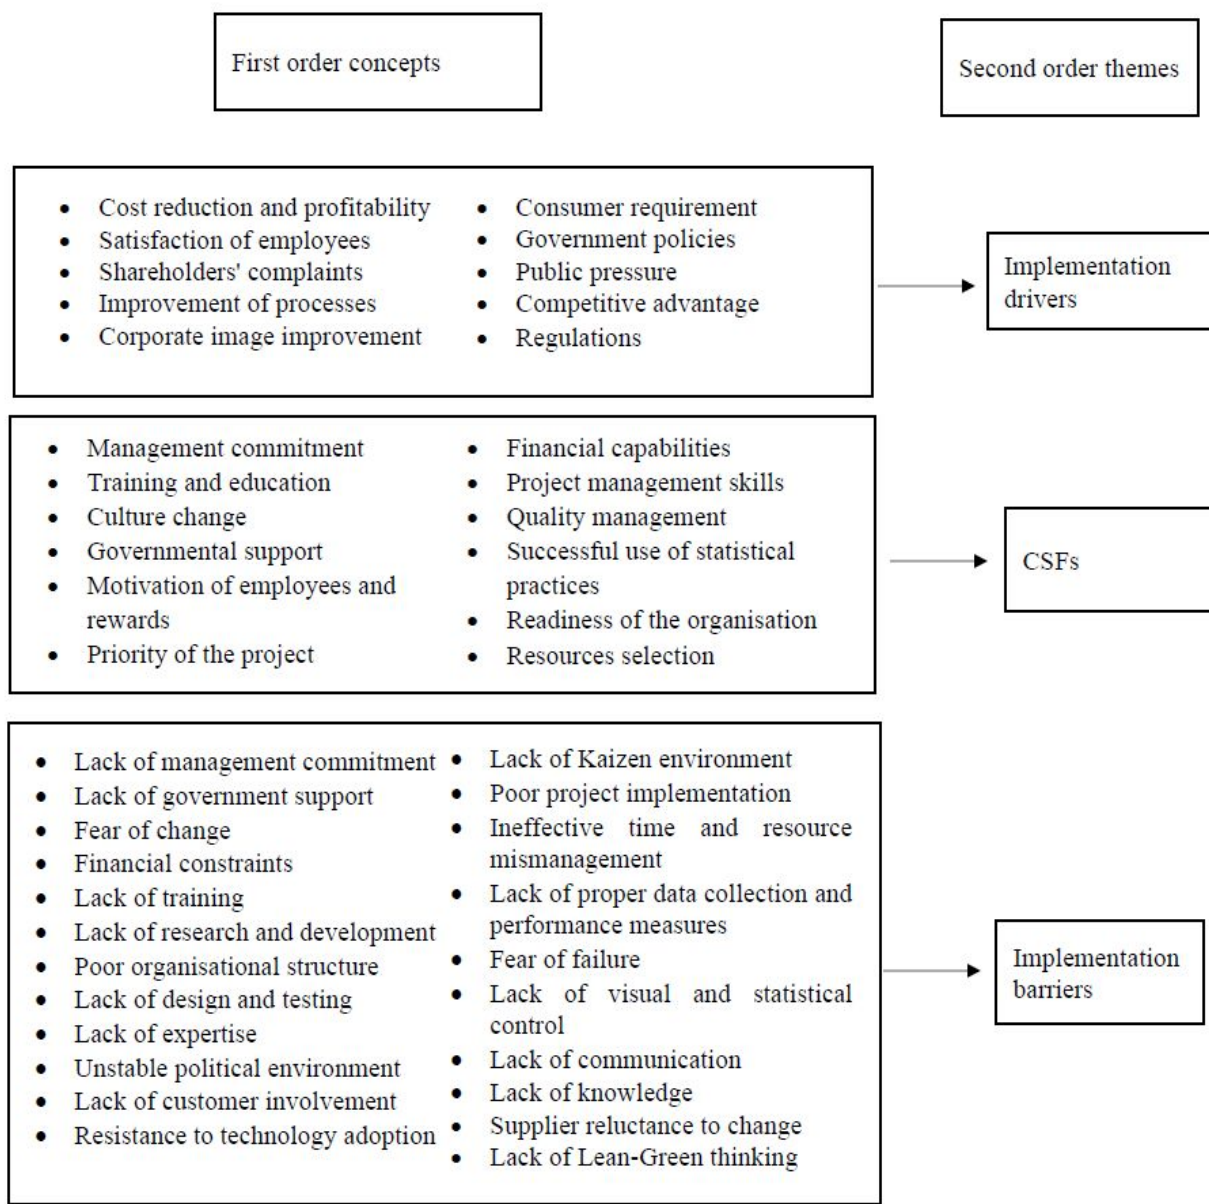 First order concepts
Second order themes
• Cost reduction and profitability
• Satisfaction of employees
• Shareholders' complaints
• Improvement of processes
• Corporate image improvement
• Consumer requirement
• Government policies
• Public pressure
• Competitive advantage
• Regulations
Implementation
drivers
• Management commitment
• Training and education
• Culture change
• Governmental support
• Motivation of employees and
rewards
• Priority of the project
• Financial capabilities
• Project management skills
• Quality management
• Successful use of statistical
practices
• Readiness of the organisation
• Resources selection
CSFs
• Lack of management commitment
• Lack of government support
• Fear of change
• Financial constraints
• Lack of training
• Lack of research and development
• Poor organisational structure
• Lack of design and testing
• Lack of expertise
• Unstable political environment
• Lack of customer involvement
• Resistance to technology adoption
• Lack of Kaizen environment
• Poor project implementation
• Ineffective time and resource
mismanagement
• Lack of proper data collection and
performance measures
• Fear of failure
• Lack of visual and statistical
control
• Lack of communication
• Lack of knowledge
• Supplier reluctance to change
• Lack of Lean-Green thinking
Implementation
barriers